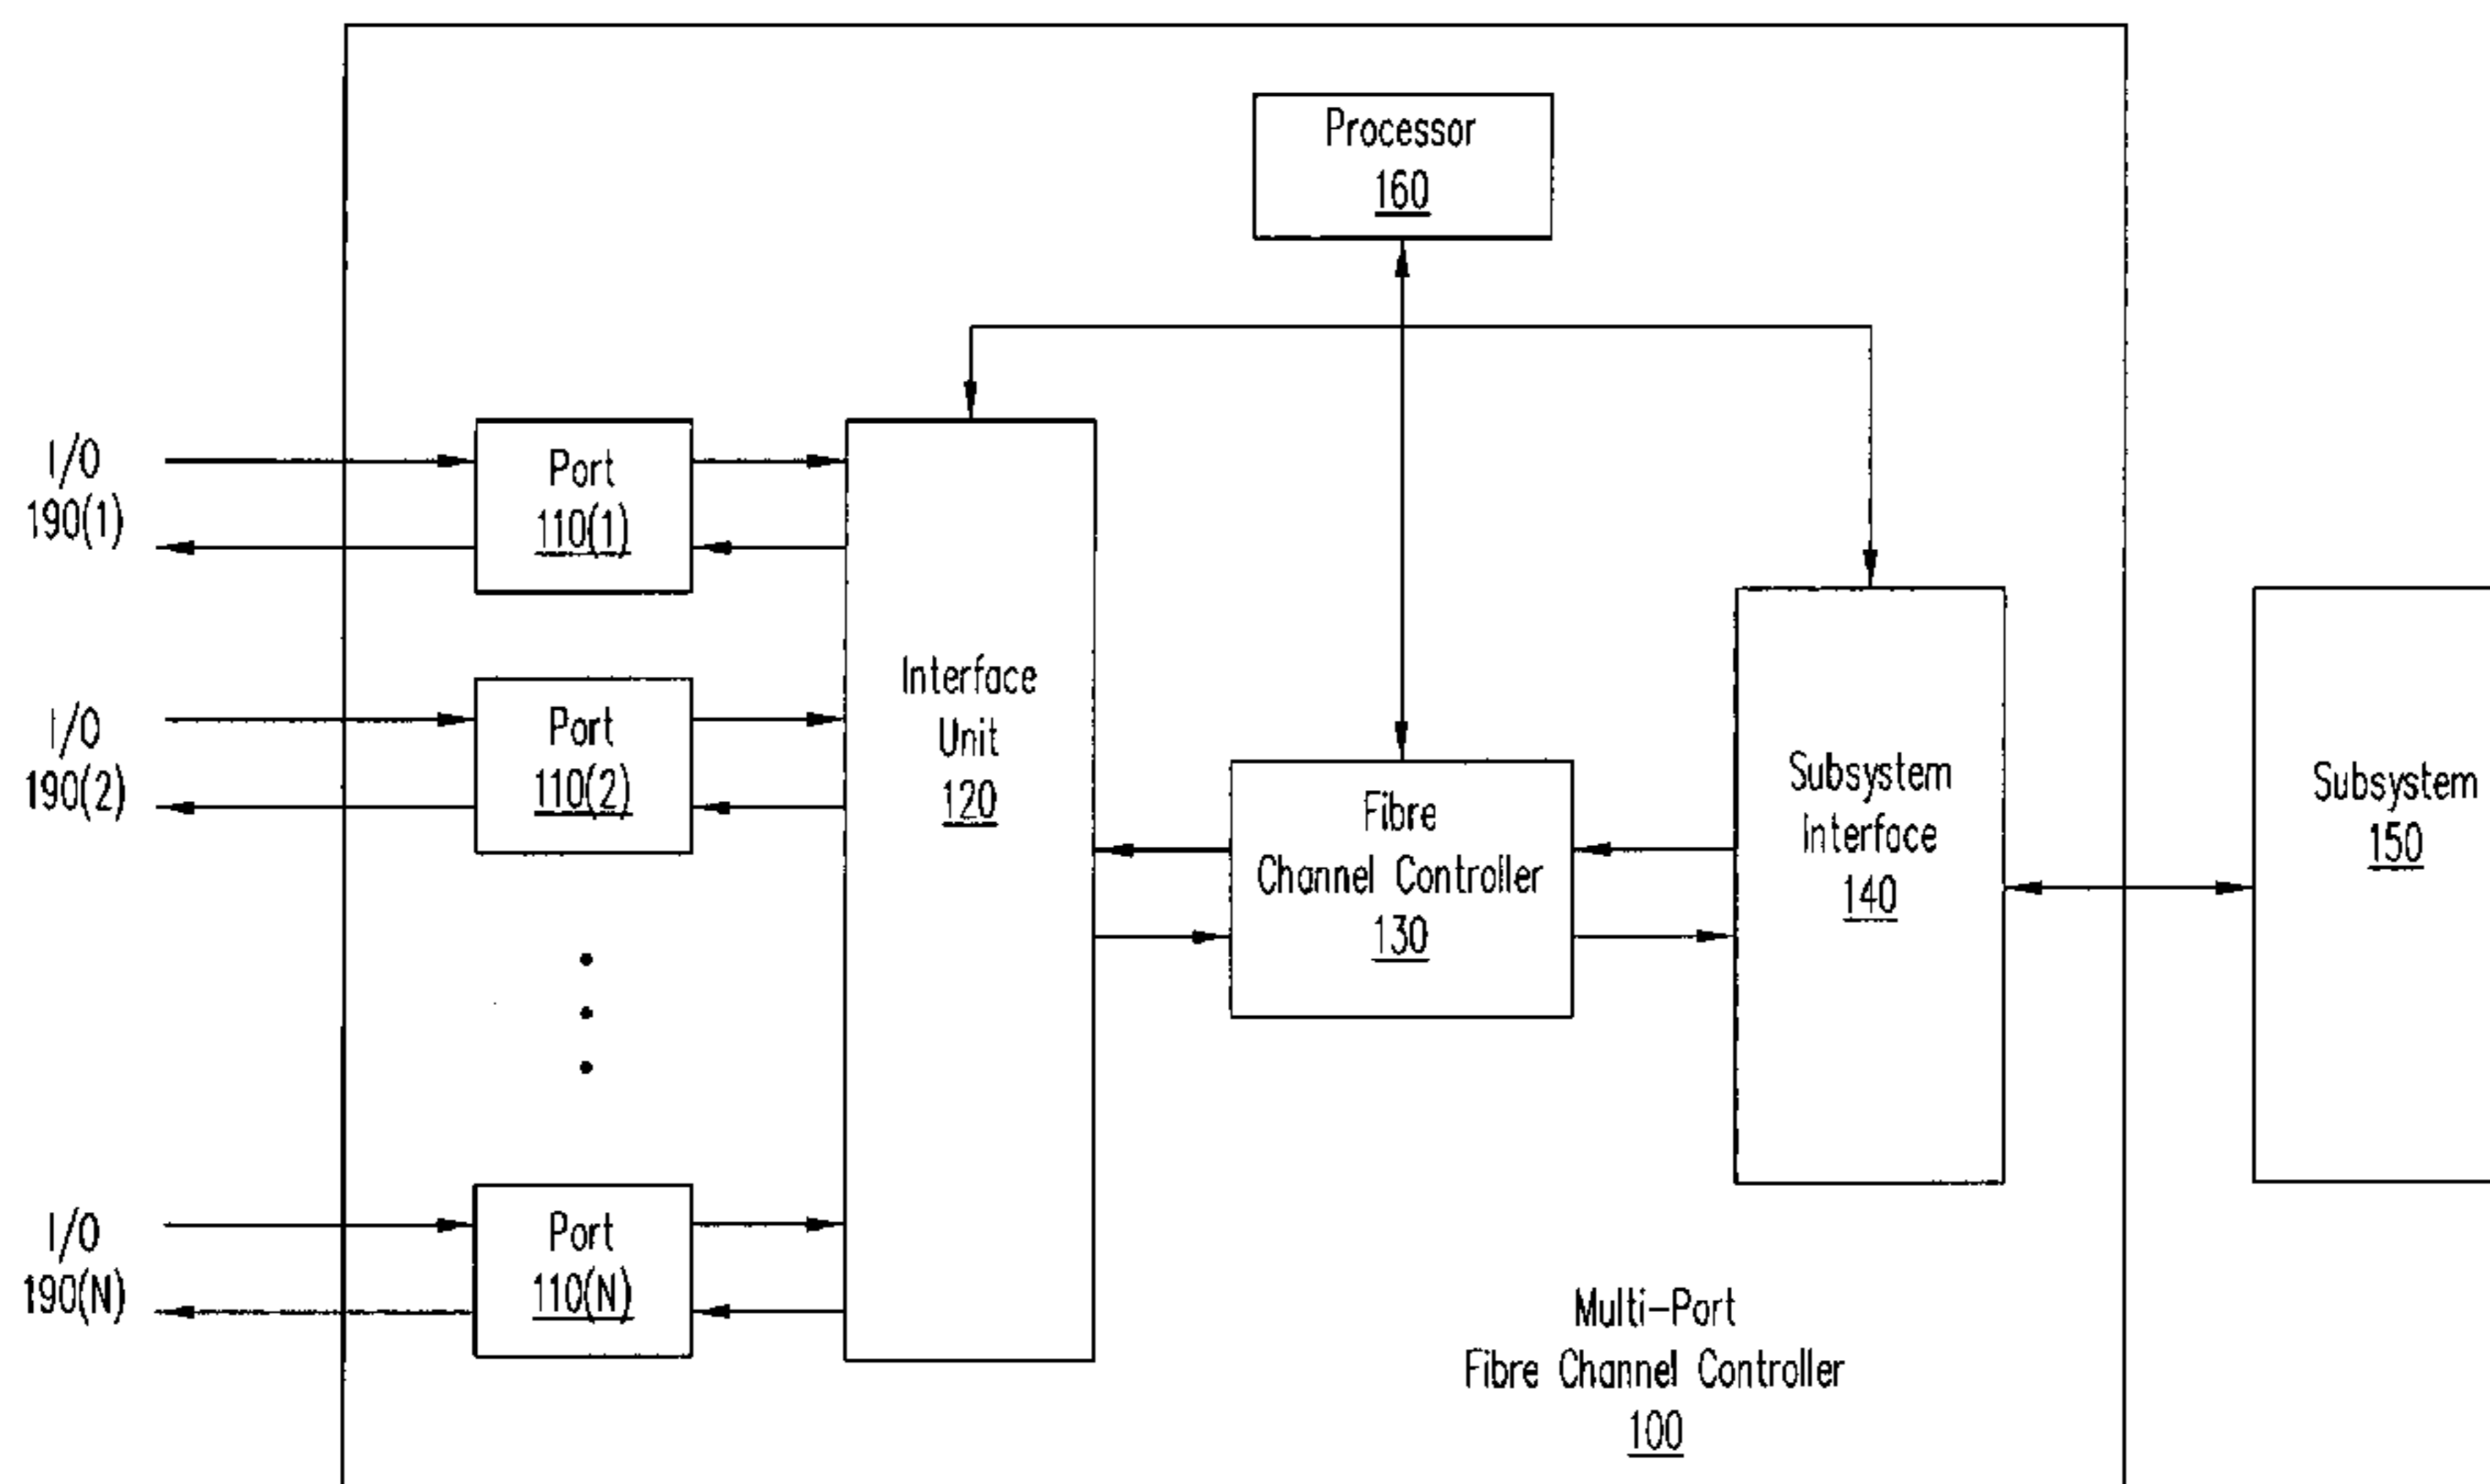 Processor
160
I/O
190(1)
Port
110(1)
I/O
190(2)
Port
110(2)
Interface
Unit
120
Fibre
Channel Controller
130
Subsystem
Interface
140
Subsystem
150
I/O
190(N)
Port
110(N)
Multi-Port
Fibre Channel Controller
100